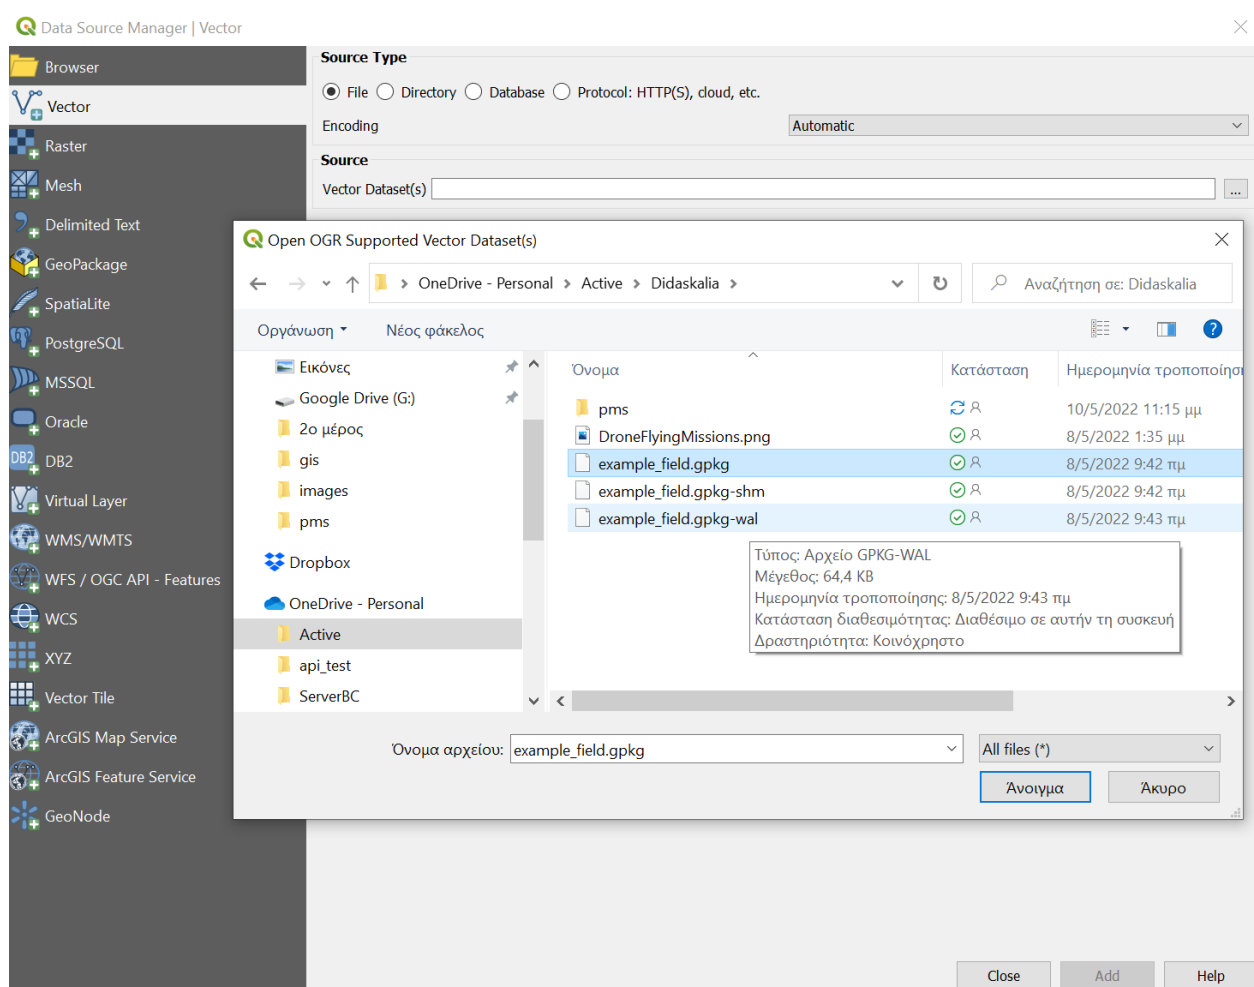 Data Source Manager | Vector
Browser
Vector
Raster
Mesh
Delimited Text
GeoPackage
SpatiaLite
PostgreSQL
MSSQL
Oracle
DB2
DB2
Virtual Layer
WMS/WMTS
WFS / OGC API - Features
WCS
XYZ
Vector Tile
ArcGIS Map Service
ArcGIS Feature Service
GeoNode
Source Type
File Directory Database Protocol: HTTP(S), cloud, etc.
Encoding Automatic
Source
Vector Dataset(s) ...
Open OGR Supported Vector Dataset(s)
OneDrive - Personal Active Didaskalia Αναζήτηση σε: Didaskalia
Οργάνωση Νέος φάκελος ?
Εικόνες
Google Drive (G:)
2ο μέρος
gis
images
pms
Dropbox
OneDrive - Personal
Active
api_test
ServerBC
Όνομα Κατάσταση Ημερομηνία τροποποίησι
pms 10/5/2022 11:15 μμ
DroneFlyingMissions.png 8/5/2022 1:35 μμ
example_field.gpkg 8/5/2022 9:42 πμ
example_field.gpkg-shm 8/5/2022 9:42 πμ
example_field.gpkg-wal 8/5/2022 9:43 πμ
Τύπος: Αρχείο GPKG-WAL
Μέγεθος: 64,4 KB
Ημερομηνία τροποποίησης: 8/5/2022 9:43 πμ
Κατάσταση διαθεσιμότητας: Διαθέσιμο σε αυτήν τη συσκευή
Δραστηριότητα: Κοινόχρηστο
Όνομα αρχείου: example_field.gpkg All files (*)
Άνοιγμα Άκυρο
Close Add Help